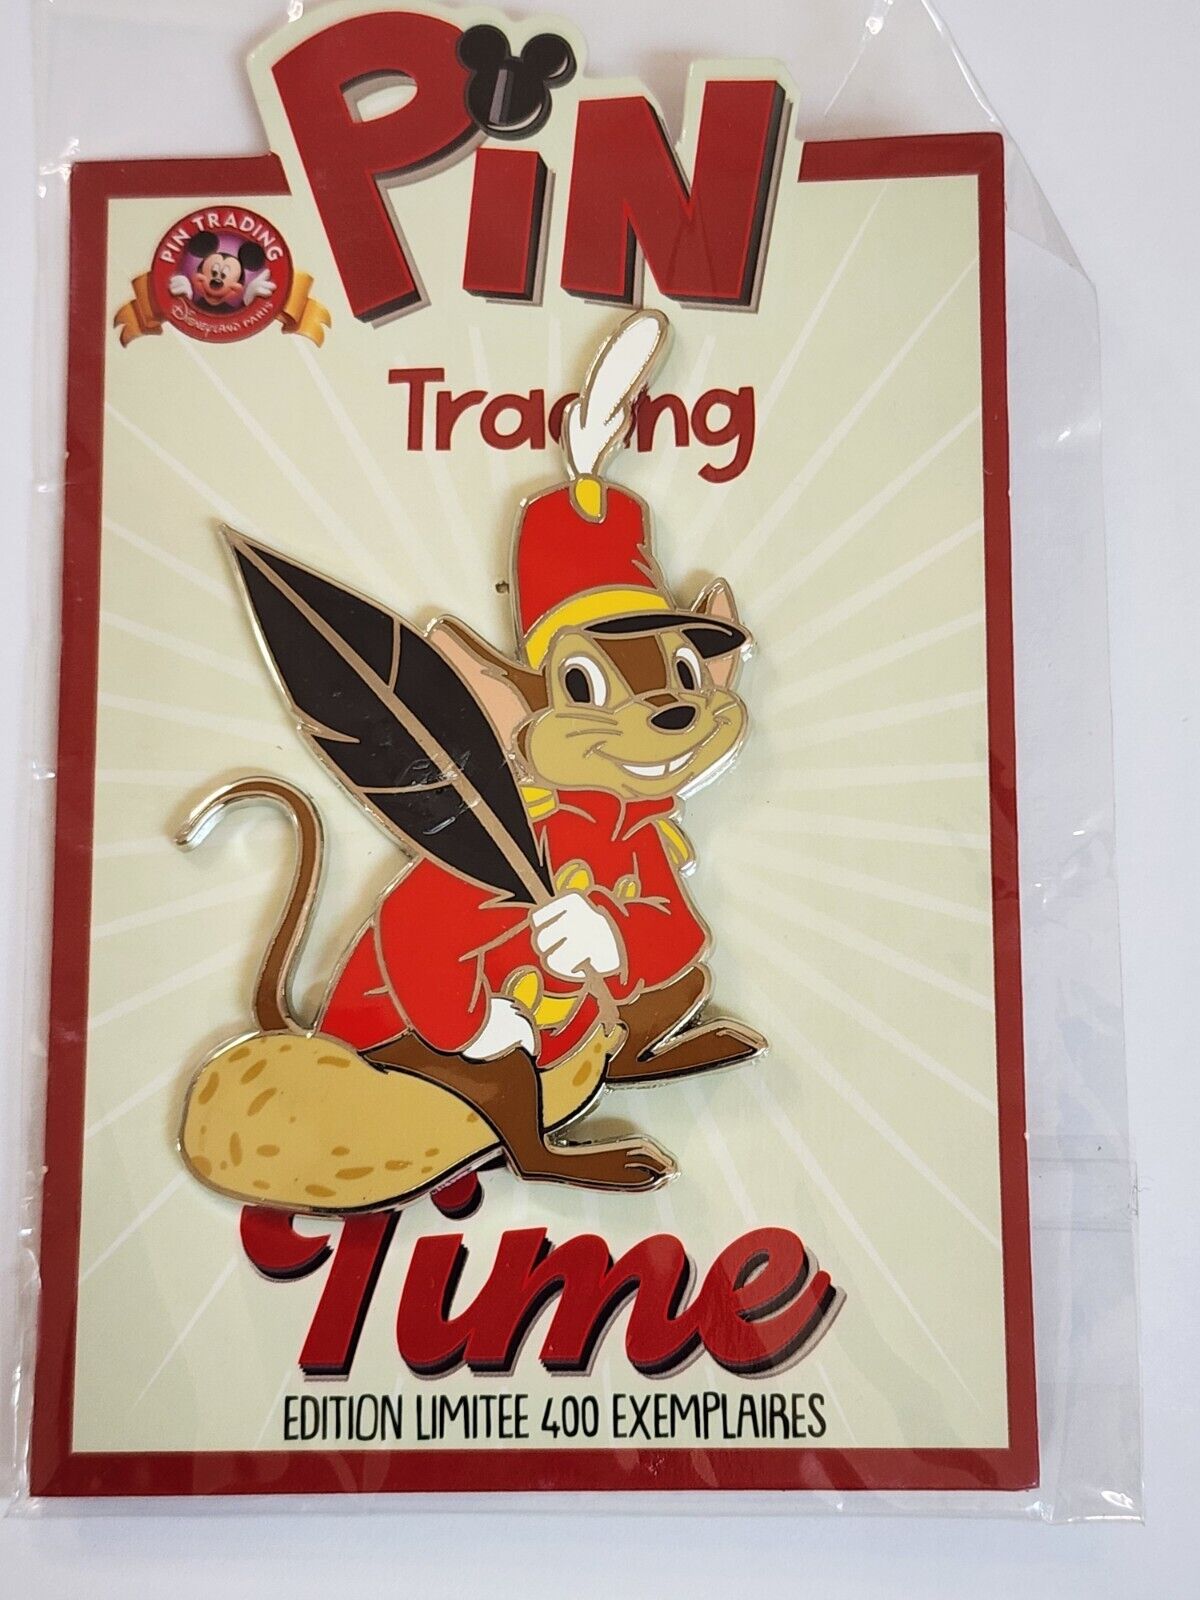 PiN
PIN TRADING
DISNEYLAND PARIS
Trading
Time
EDITION LIMITEE 400 EXEMPLAIRES